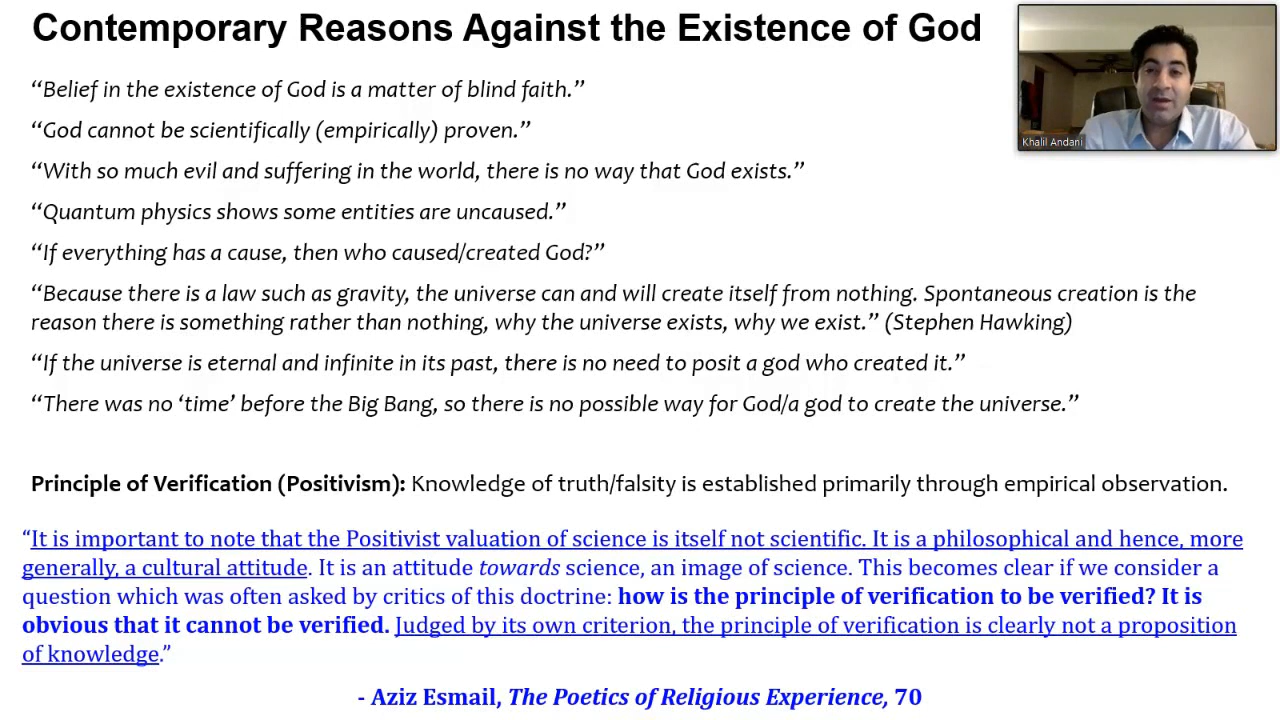 Contemporary Reasons Against the Existence of God
Khalil Andani
“Belief in the existence of God is a matter of blind faith.”
“God cannot be scientifically (empirically) proven.”
“With so much evil and suffering in the world, there is no way that God exists.”
“Quantum physics shows some entities are uncaused.”
“If everything has a cause, then who caused/created God?”
“Because there is a law such as gravity, the universe can and will create itself from nothing. Spontaneous creation is the
reason there is something rather than nothing, why the universe exists, why we exist.” (Stephen Hawking)
“If the universe is eternal and infinite in its past, there is no need to posit a god who created it.”
“There was no ‘time’ before the Big Bang, so there is no possible way for God/a god to create the universe.”
Principle of Verification (Positivism): Knowledge of truth/falsity is established primarily through empirical observation.
“It is important to note that the Positivist valuation of science is itself not scientific. It is a philosophical and hence, more
generally, a cultural attitude. It is an attitude towards science, an image of science. This becomes clear if we consider a
question which was often asked by critics of this doctrine: how is the principle of verification to be verified? It is
obvious that it cannot be verified. Judged by its own criterion, the principle of verification is clearly not a proposition
of knowledge.”
- Aziz Esmail, The Poetics of Religious Experience, 70